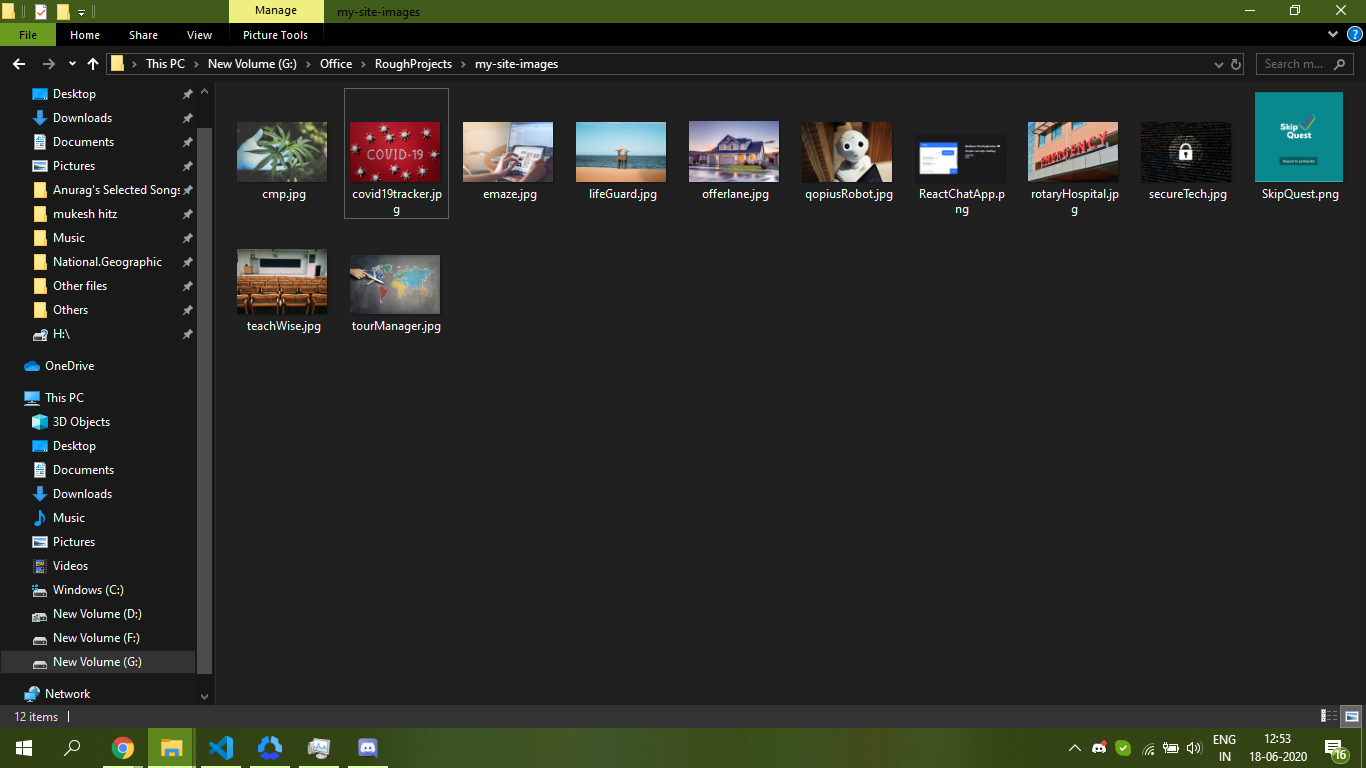 Manage
my-site-images
File
Home
Share
View
Picture Tools
This PC
New Volume (G:)
Office
RoughProjects
my-site-images
Search m...
Desktop
Downloads
Documents
Pictures
Anurag's Selected Songs
mukesh hitz
Music
National.Geographic
Other files
Others
H:\
OneDrive
This PC
3D Objects
Desktop
Documents
Downloads
Music
Pictures
Videos
Windows (C:)
New Volume (D:)
New Volume (F:)
New Volume (G:)
Network
COVID-19
EMERGENCY
Skip
Quest
cmp.jpg
covid19tracker.jp
g
emaze.jpg
lifeGuard.jpg
offerlane.jpg
qopiusRobot.jpg
ReactChatApp.p
ng
rotaryHospital.jp
g
secureTech.jpg
SkipQuest.png
teachWise.jpg
tourManager.jpg
12 items
ENG
IN
12:53
18-06-2020
16